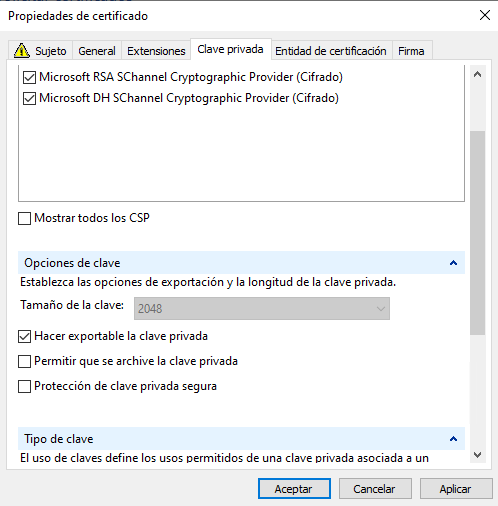 Propiedades de certificado
Sujeto General Extensiones Clave privada Entidad de certificación Firma
Microsoft RSA SChannel Cryptographic Provider (Cifrado)
Microsoft DH SChannel Cryptographic Provider (Cifrado)
Mostrar todos los CSP
Opciones de clave
Establezca las opciones de exportación y la longitud de la clave privada.
Tamaño de la clave: 2048
Hacer exportable la clave privada
Permitir que se archive la clave privada
Protección de clave privada segura
Tipo de clave
El uso de claves define los usos permitidos de una clave privada asociada a un
Aceptar Cancelar Aplicar